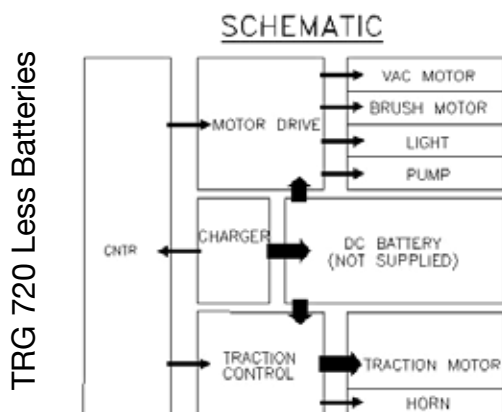 SCHEMATIC
TRG 720 Less Batteries
CNTR
MOTOR DRIVE
VAC MOTOR
BRUSH MOTOR
LIGHT
PUMP
CHARGER
DC BATTERY
(NOT SUPPLIED)
TRACTION
CONTROL
TRACTION MOTOR
HORN